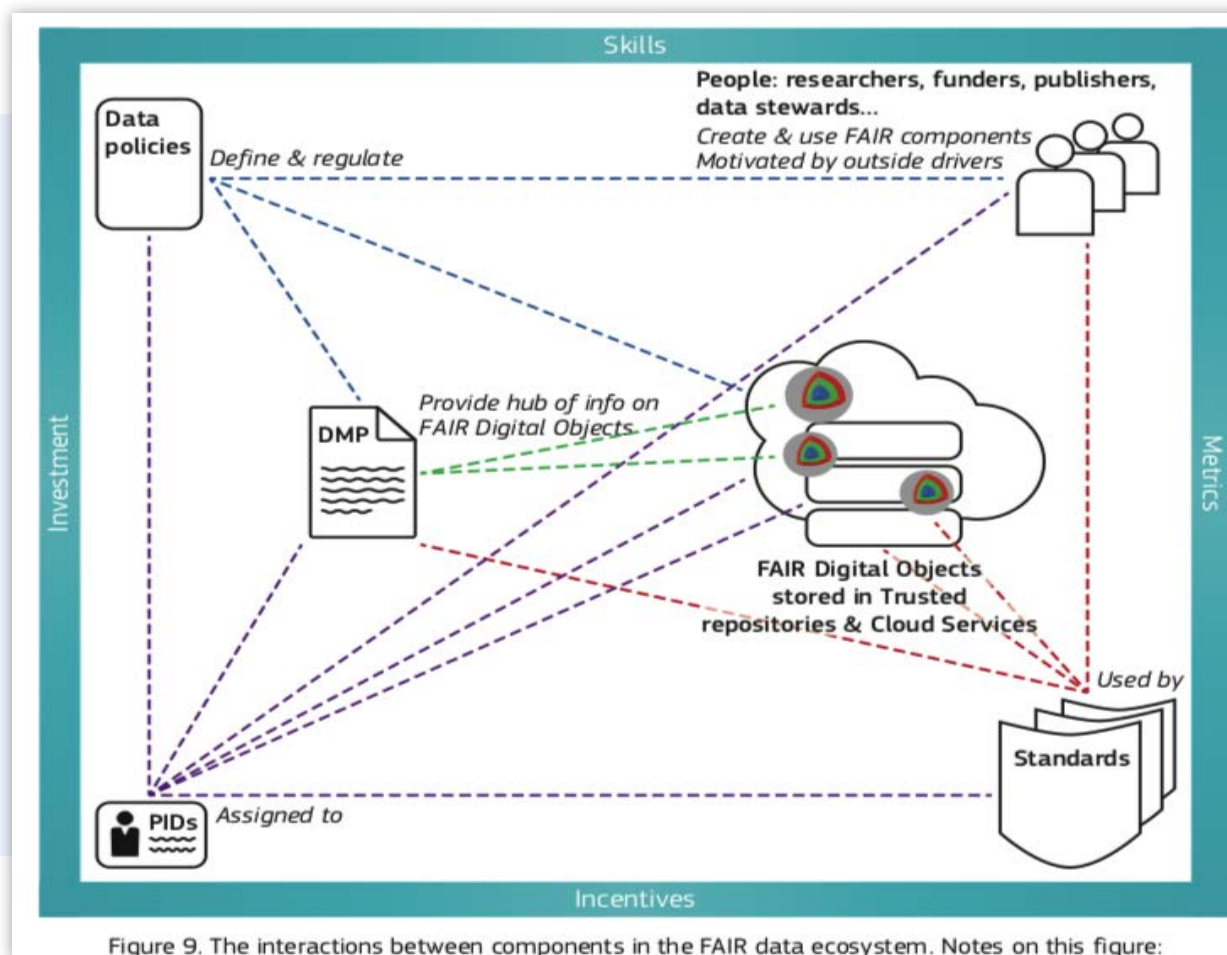 Skills
Data
policies
Define & regulate
People: researchers, funders, publishers,
data stewards...
Create & use FAIR components
Motivated by outside drivers
Investment
Metrics
DMP
Provide hub of info on
FAIR Digital Objects
FAIR Digital Objects
stored in Trusted
repositories & Cloud Services
Used by
Standards
PIDs
Assigned to
Incentives
Figure 9. The interactions between components in the FAIR data ecosystem. Notes on this figure: